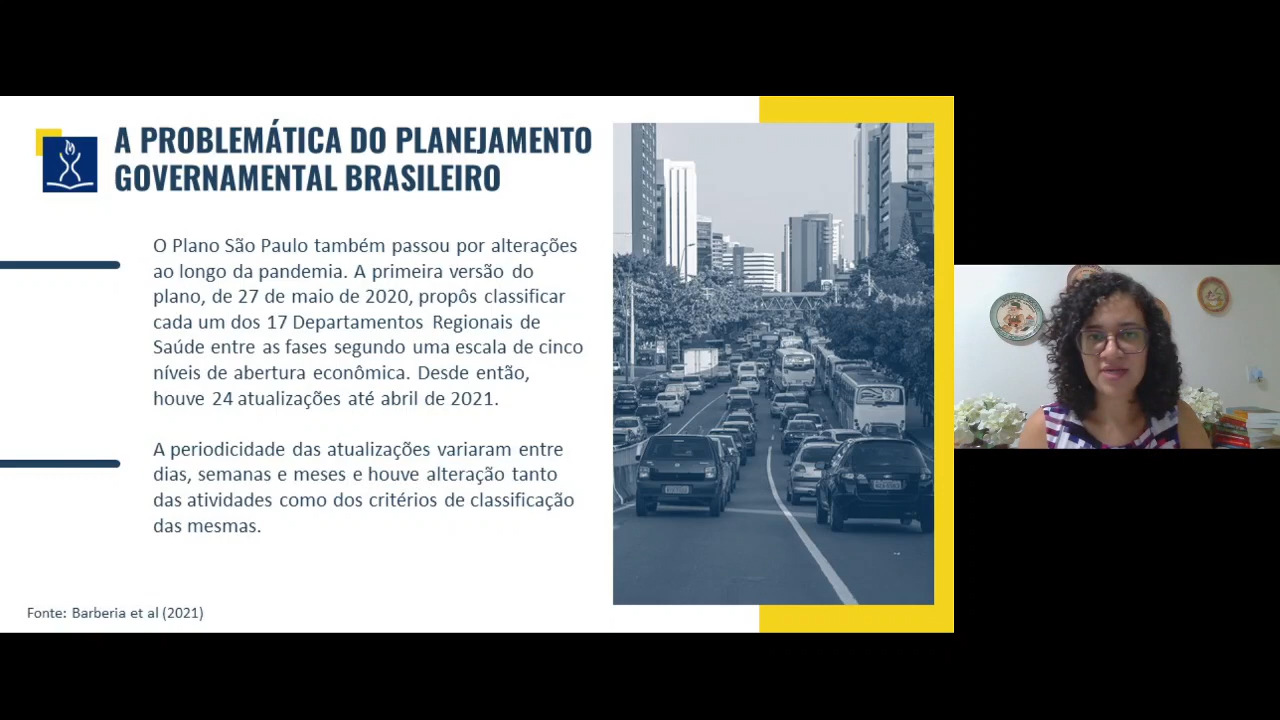 A PROBLEMÁTICA DO PLANEJAMENTO
GOVERNAMENTAL BRASILEIRO
O Plano São Paulo também passou por alterações
ao longo da pandemia. A primeira versão do
plano, de 27 de maio de 2020, propôs classificar
cada um dos 17 Departamentos Regionais de
Saúde entre as fases segundo uma escala de cinco
níveis de abertura econômica. Desde então,
houve 24 atualizações até abril de 2021.
A periodicidade das atualizações variaram entre
dias, semanas e meses e houve alteração tanto
das atividades como dos critérios de classificação
das mesmas.
Fonte: Barberia et al (2021)